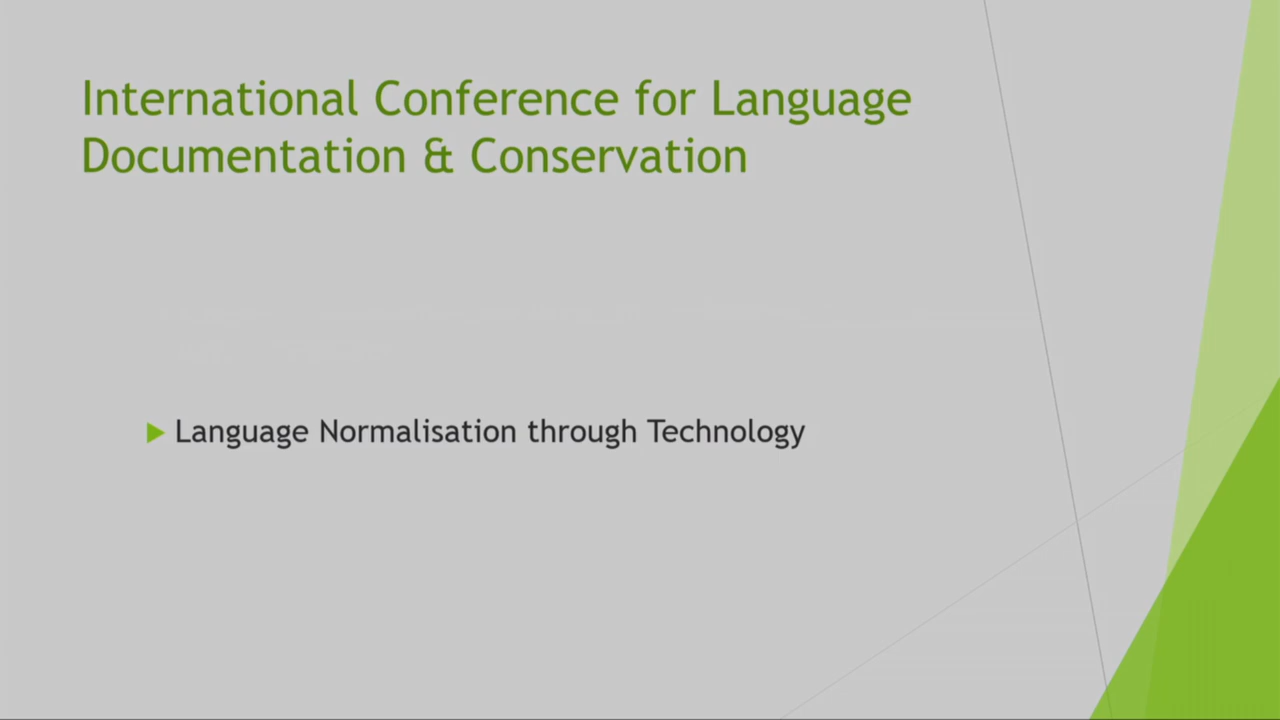 International Conference for Language
Documentation & Conservation
Language Normalisation through Technology